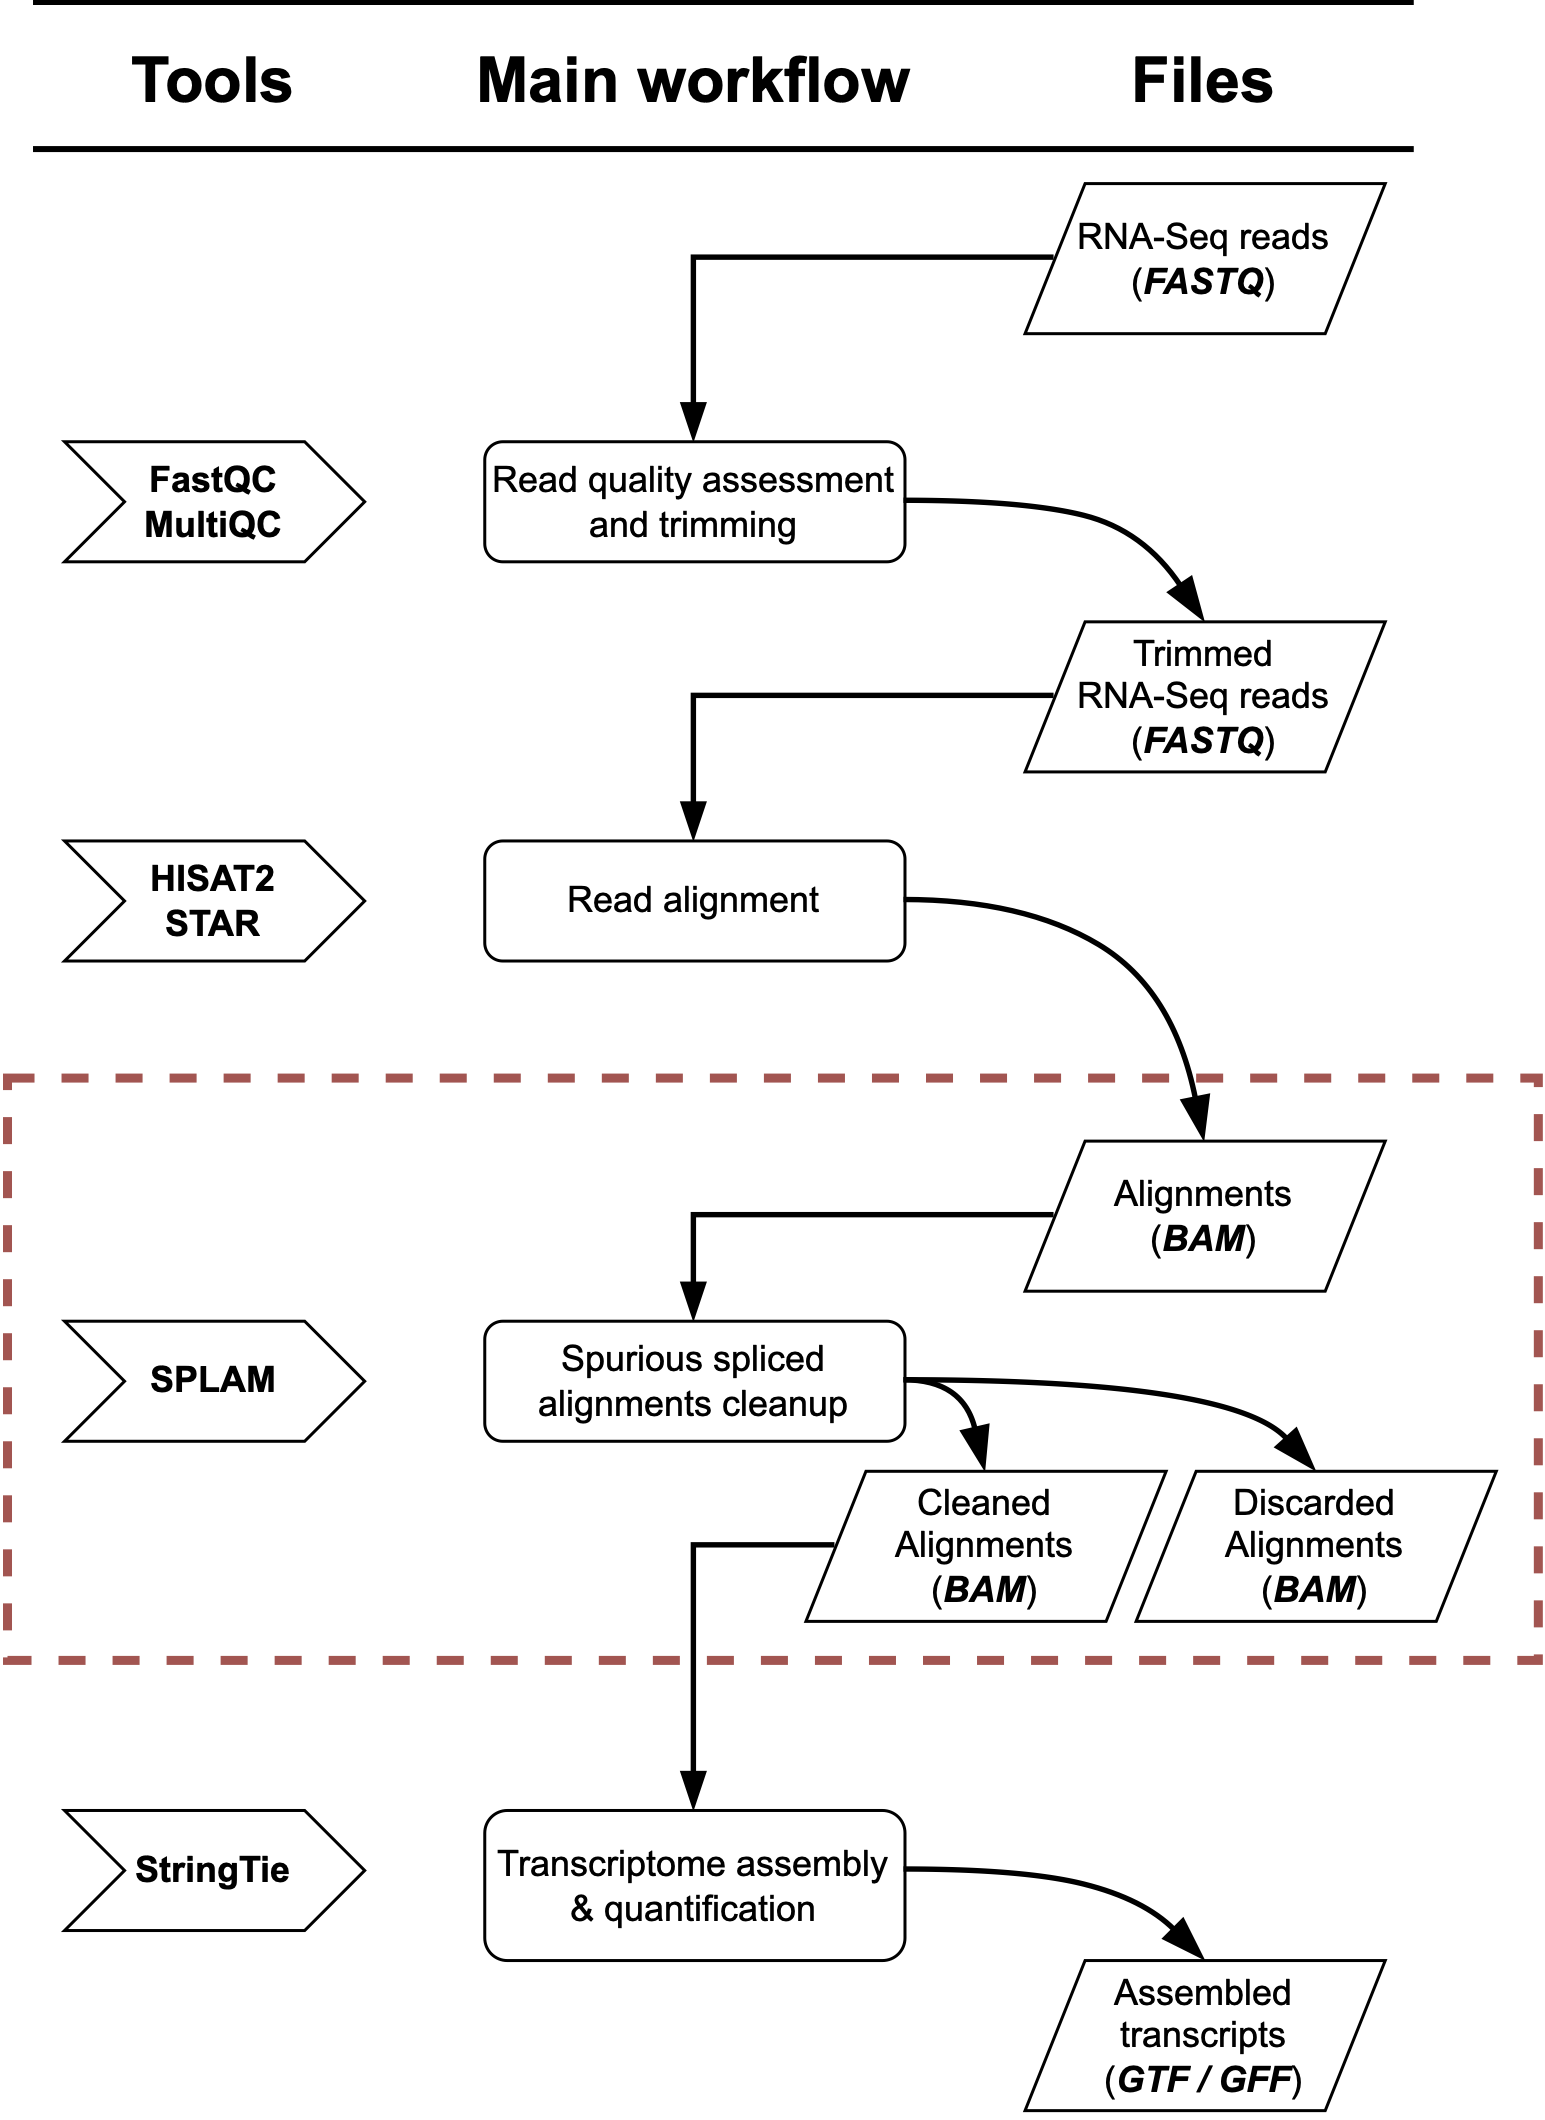 Tools
Main workflow
Files
RNA-Seq reads
(FASTQ)
FastQC
MultiQC
Read quality assessment
and trimming
Trimmed
RNA-Seq reads
(FASTQ)
HISAT2
STAR
Read alignment
Alignments
(BAM)
SPLAM
Spurious spliced
alignments cleanup
Cleaned
Alignments
(BAM)
Discarded
Alignments
(BAM)
StringTie
Transcriptome assembly
& quantification
Assembled
transcripts
(GTF / GFF)